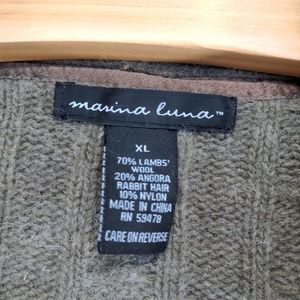 marina luna™
XL
70% LAMBS'
WOOL
20% ANGORA
RABBIT HAIR
10% NYLON
MADE IN CHINA
RN 59478
CARE ON REVERSE